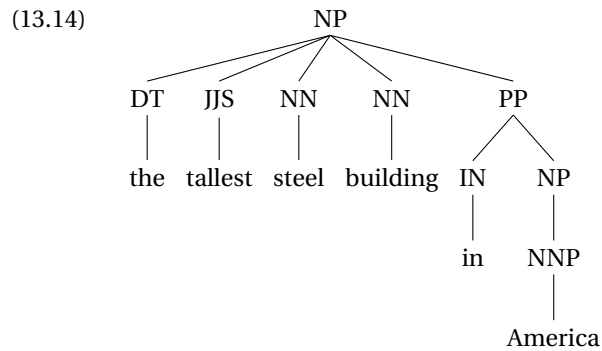 (13.14) NP
DT JJS NN NN PP
the tallest steel building IN NP
in NNP
America